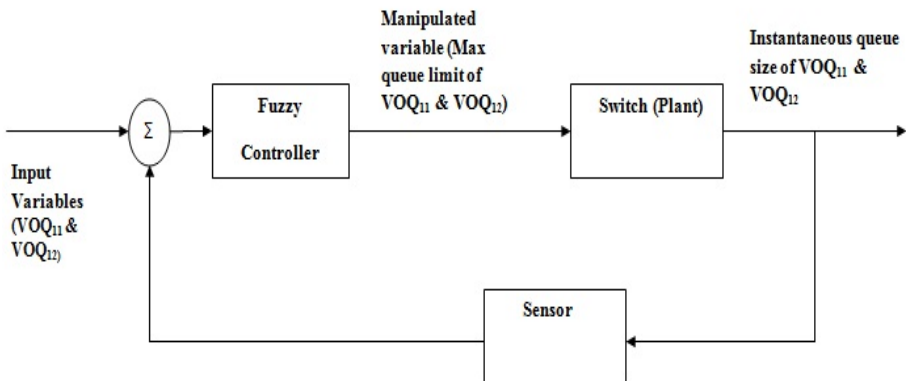 Manipulated
variable (Max
queue limit of
VOQ₁₁ & VOQ₁₂)
Instantaneous queue
size of VOQ₁₁ &
VOQ₁₂
Σ
Fuzzy
Controller
Switch (Plant)
Input
Variables
(VOQ₁₁ &
VOQ₁₂)
Sensor